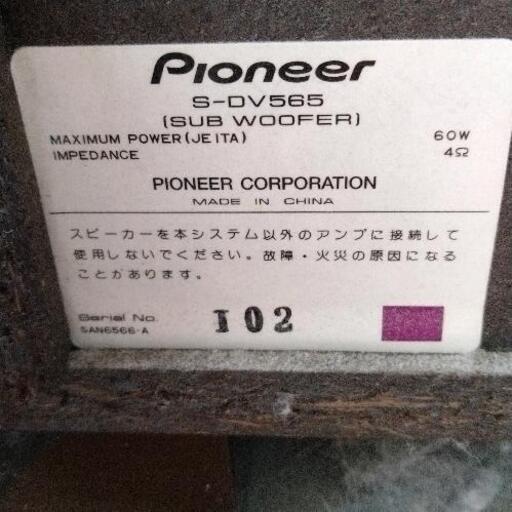 Pioneer
S-DV565
(SUB WOOFER)
MAXIMUM POWER(JEITA) 60W
IMPEDANCE 4Ω
PIONEER CORPORATION
MADE IN CHINA
スピーカーを本システム以外のアンプに接続して
使用しないでください。故障・火災の原因になる
ことがあります。
Serial No. I02
SAN6566-A